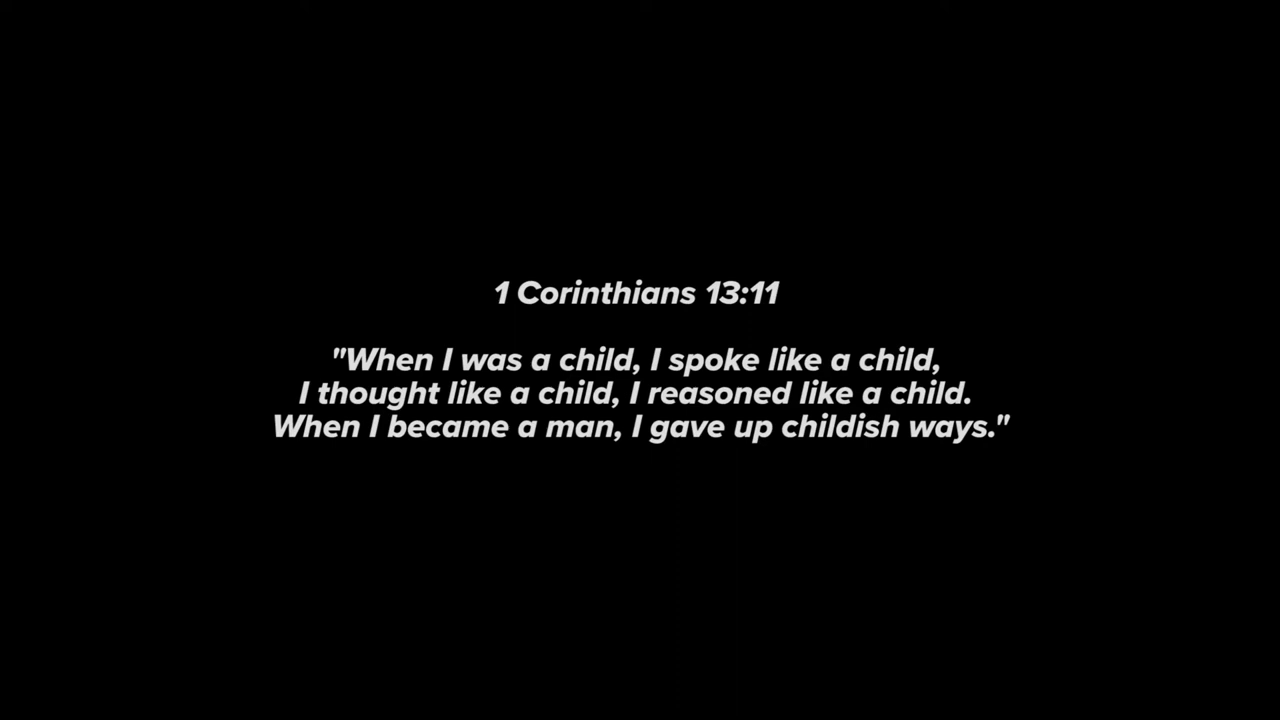 1 Corinthians 13:11
"When I was a child, I spoke like a child,
I thought like a child, I reasoned like a child.
When I became a man, I gave up childish ways."